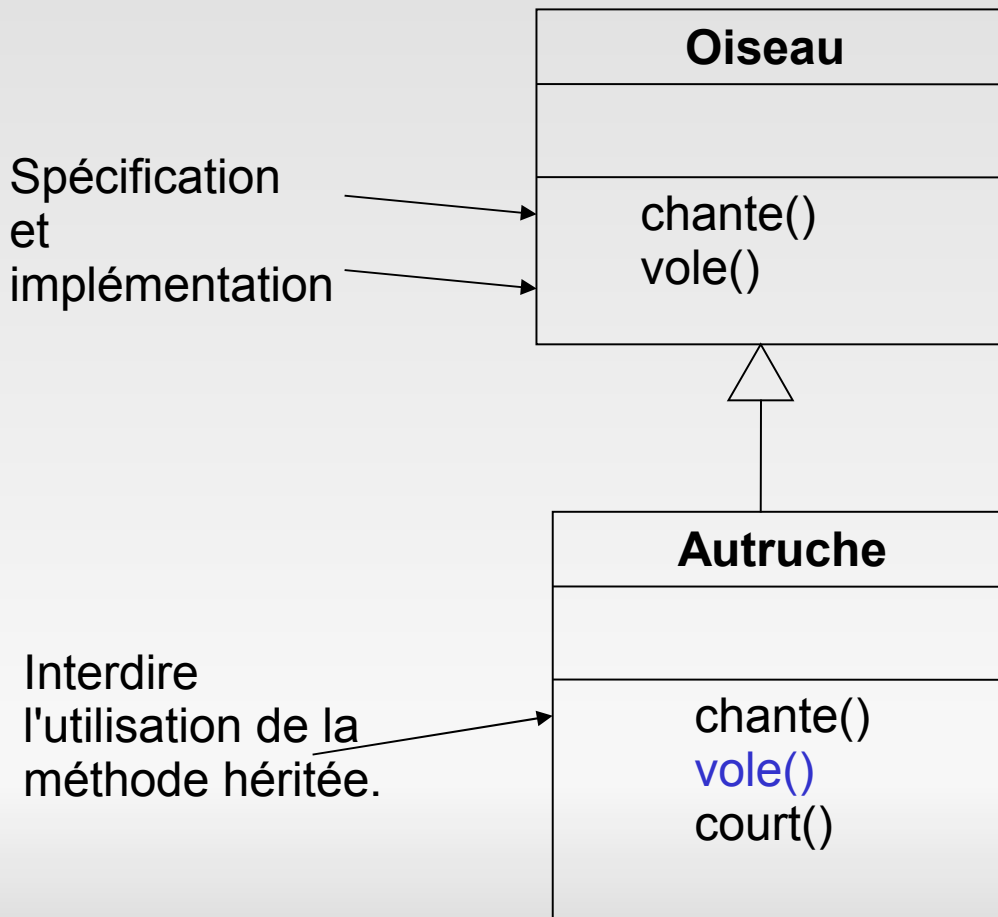 Oiseau
Spécification
et
implémentation
chante()
vole()
Autruche
Interdire
l'utilisation de la
méthode héritée.
chante()
vole()
court()